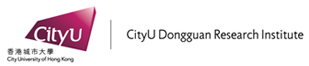 CityU
香港城市大學
City University of Hong Kong
CityU Dongguan Research Institute